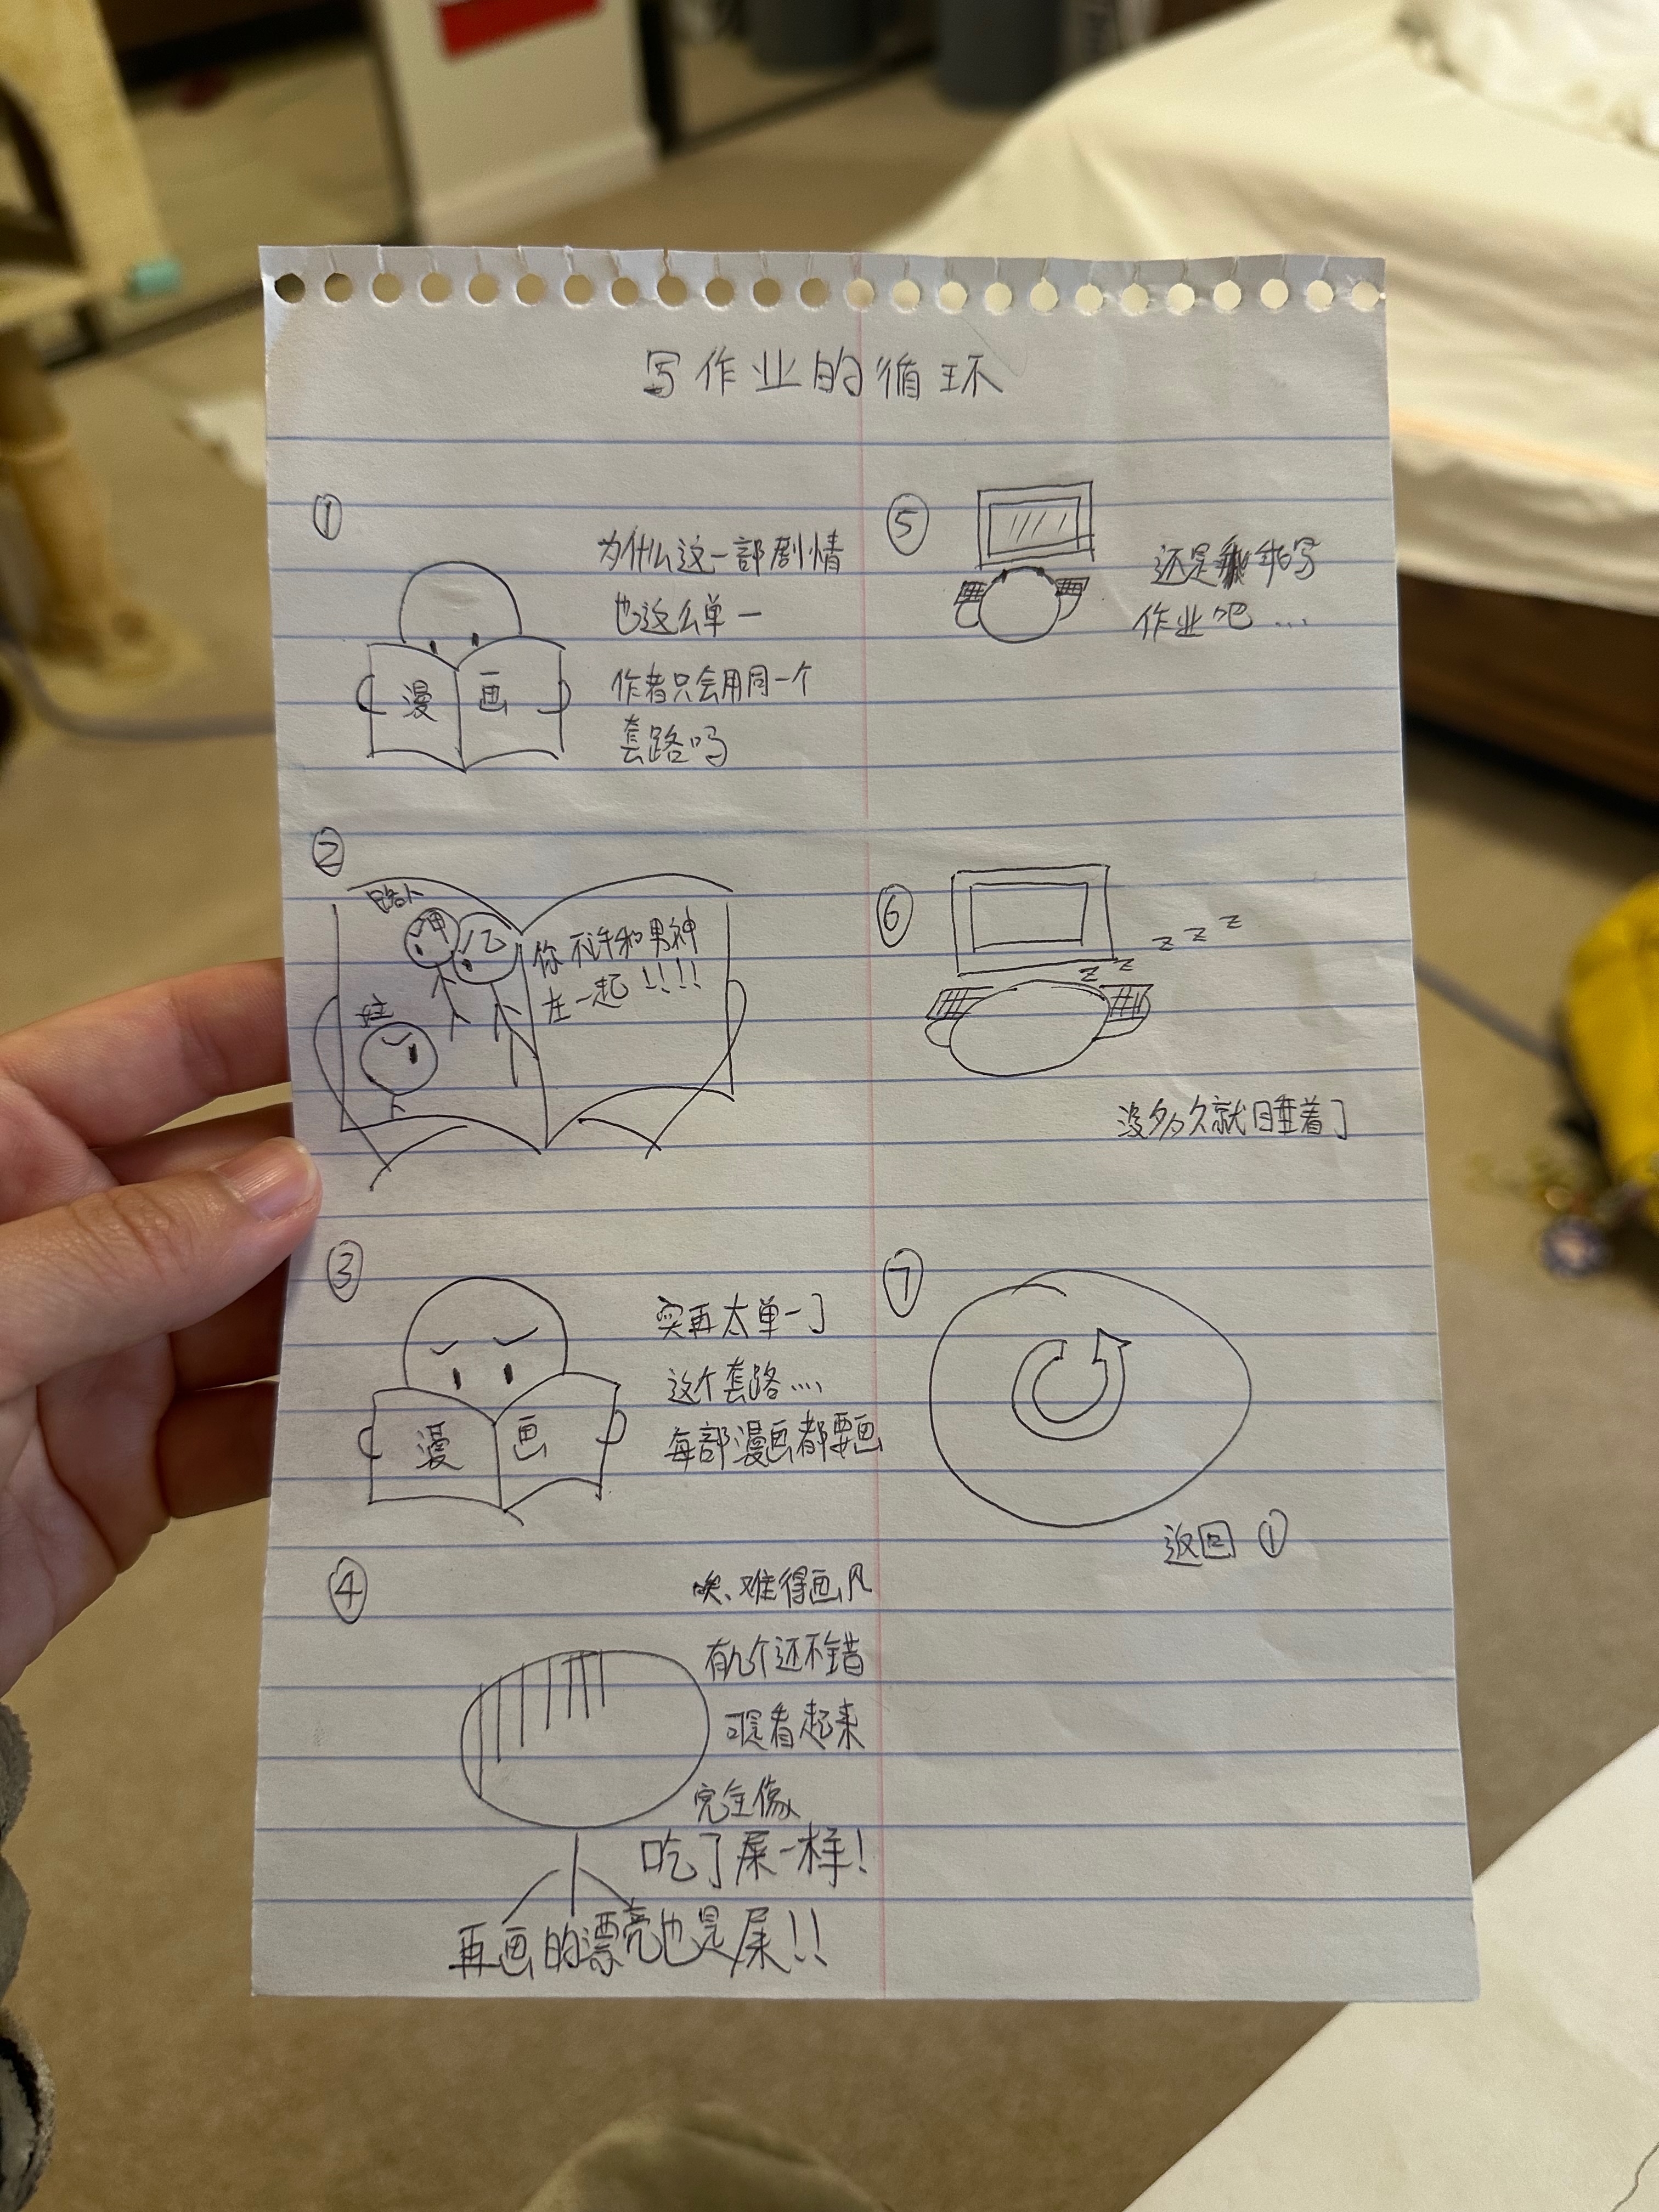 写作业的循环
①
为什么这一部剧情
也这么单一
作者只会用同一个
套路吗
漫 画
②
路人
甲 乙
你不许和男神
在一起!!!!
女主
③
实再太单一了
这个套路....
每部漫画都要画
漫 画
④
唉、难得画风
有几个还不错
可是看起来
完全像
吃了屎一样!
再画的漂亮也是屎!!
⑤
还是
写
作业吧...
⑥
z z z z z
没多久就睡着了
⑦
返回 ①